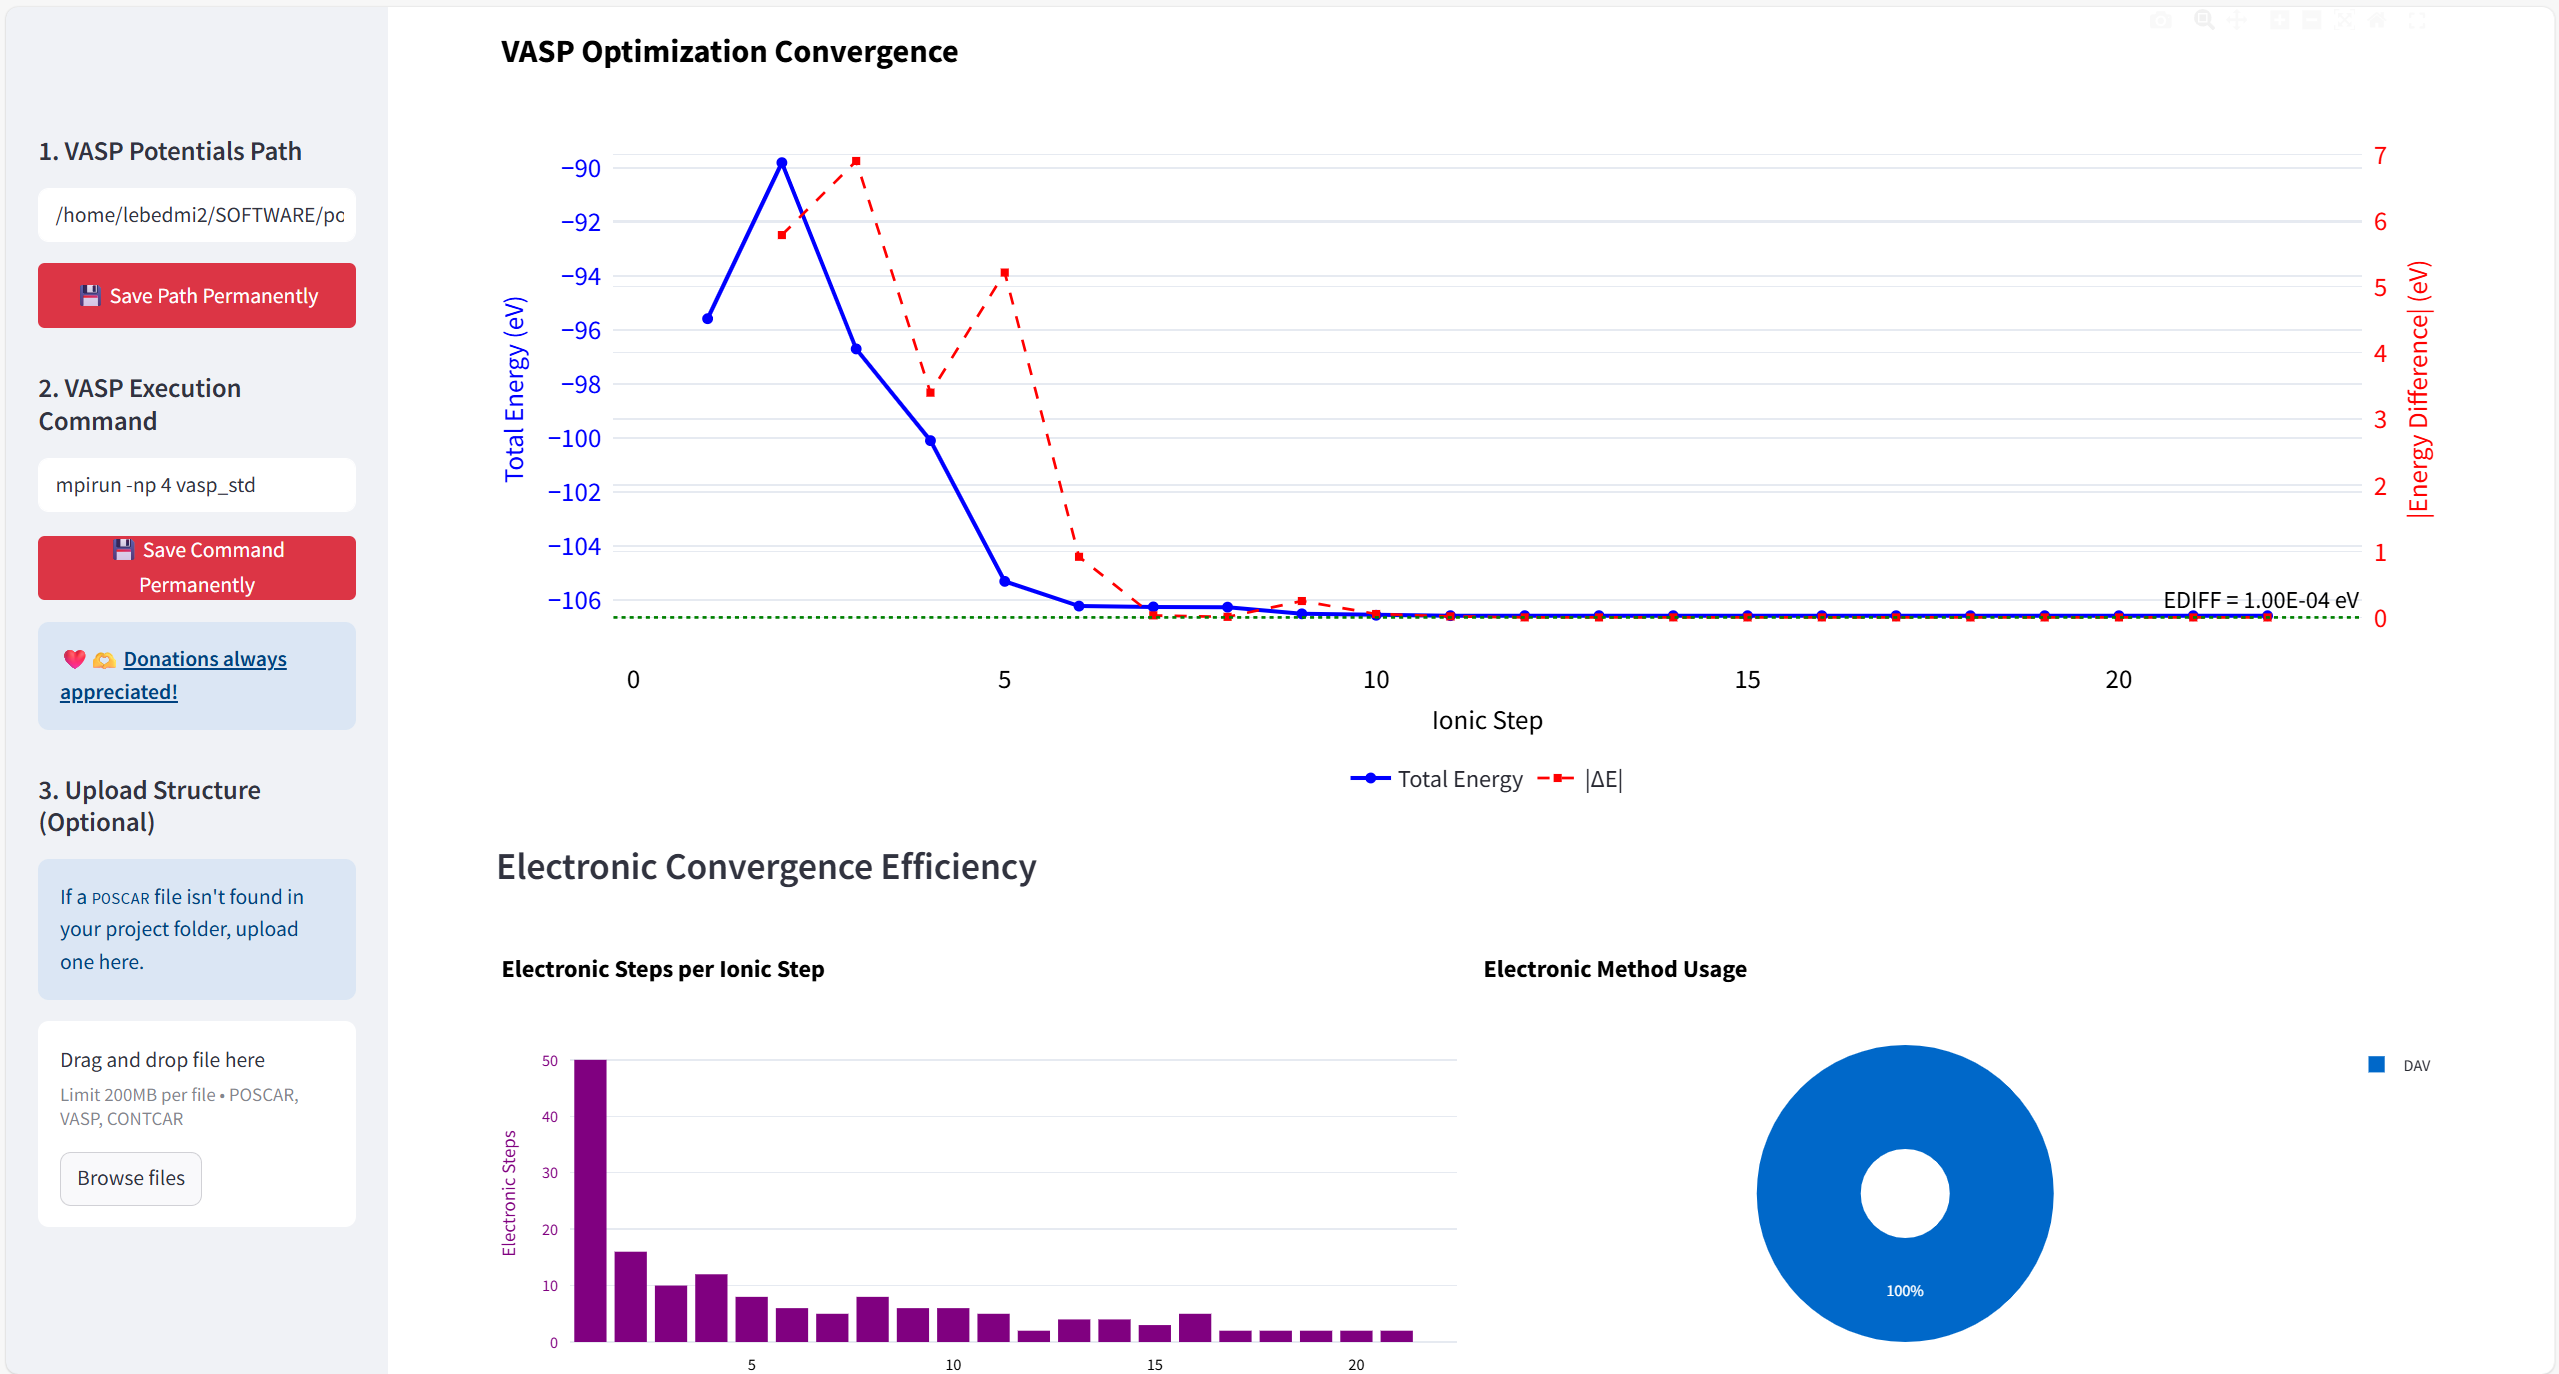 1. VASP Potentials Path
/home/lebedmi2/SOFTWARE/po
💾 Save Path Permanently
2. VASP Execution
Command
mpirun -np 4 vasp_std
💾 Save Command
Permanently
❤️ 🫶 Donations always
appreciated!
3. Upload Structure
(Optional)
If a POSCAR file isn't found in
your project folder, upload
one here.
Drag and drop file here
Limit 200MB per file • POSCAR,
VASP, CONTCAR
Browse files
VASP Optimization Convergence
Total Energy (eV)
−90
−92
−94
−96
−98
−100
−102
−104
−106
7
6
5
4
3
2
1
0
|Energy Difference| (eV)
EDIFF = 1.00E-04 eV
0 5 10 15 20
Ionic Step
Total Energy |ΔE|
Electronic Convergence Efficiency
Electronic Steps per Ionic Step
Electronic Steps
50
40
30
20
10
0
5 10 15 20
Electronic Method Usage
DAV
100%